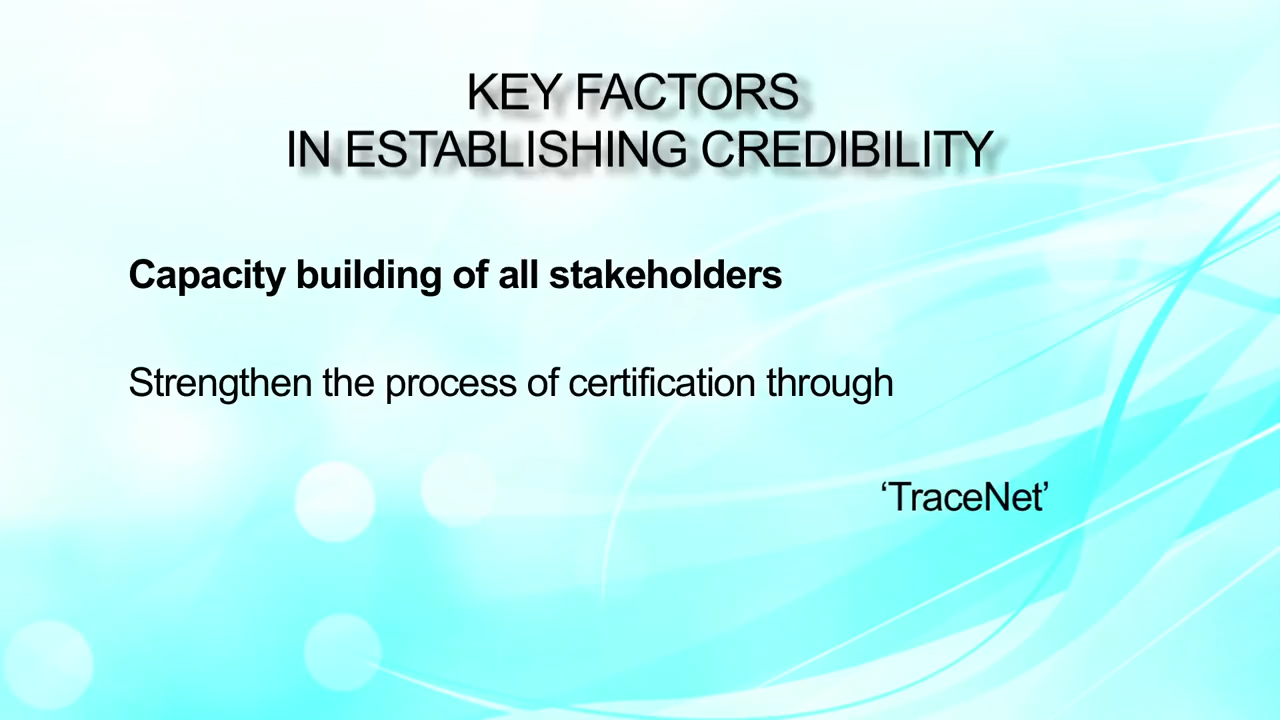 KEY FACTORS
IN ESTABLISHING CREDIBILITY
Capacity building of all stakeholders
Strengthen the process of certification through
‘TraceNet’